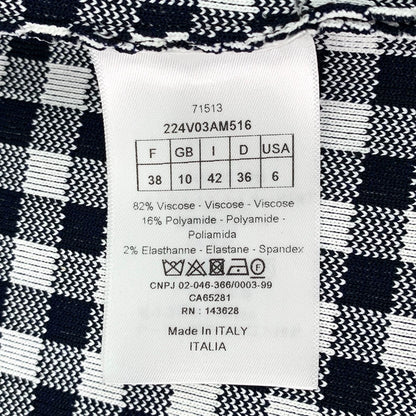 71513
224V03AM516
F GB I D USA
38 10 42 36 6
82% Viscose - Viscose - Viscose
16% Polyamide - Polyamide -
Poliamida
2% Elasthanne - Elastane - Spandex
F
CNPJ 02-046-366/0003-99
CA65281
RN : 143628
Made In ITALY
ITALIA